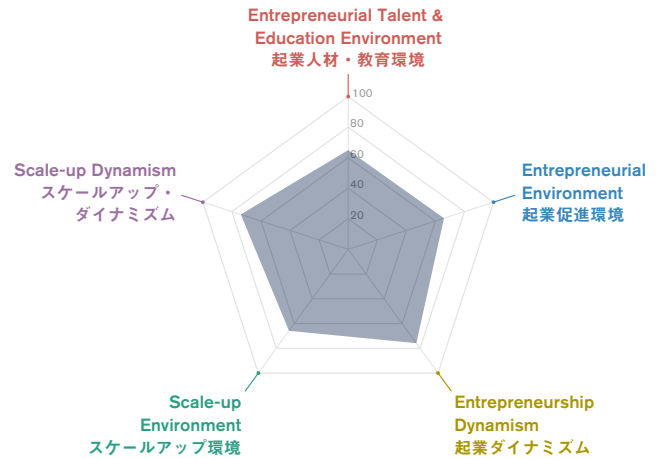 Entrepreneurial Talent &
Education Environment
起業人材・教育環境
100
80
60
40
20
Scale-up Dynamism
スケールアップ・
ダイナミズム
Entrepreneurial
Environment
起業促進環境
Scale-up
Environment
スケールアップ環境
Entrepreneurship
Dynamism
起業ダイナミズム